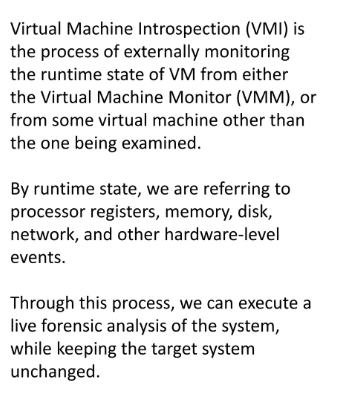 Virtual Machine Introspection (VMI) is
the process of externally monitoring
the runtime state of VM from either
the Virtual Machine Monitor (VMM), or
from some virtual machine other than
the one being examined.
By runtime state, we are referring to
processor registers, memory, disk,
network, and other hardware-level
events.
Through this process, we can execute a
live forensic analysis of the system,
while keeping the target system
unchanged.